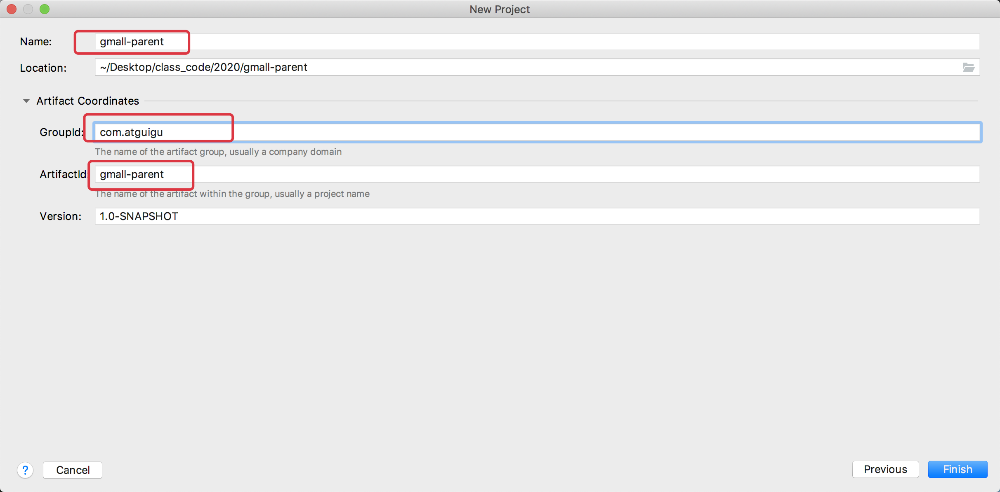 New Project
Name: gmall-parent
Location: ~/Desktop/class_code/2020/gmall-parent
Artifact Coordinates
GroupId: com.atguigu
The name of the artifact group, usually a company domain
ArtifactId: gmall-parent
The name of the artifact within the group, usually a project name
Version: 1.0-SNAPSHOT
? Cancel Previous Finish